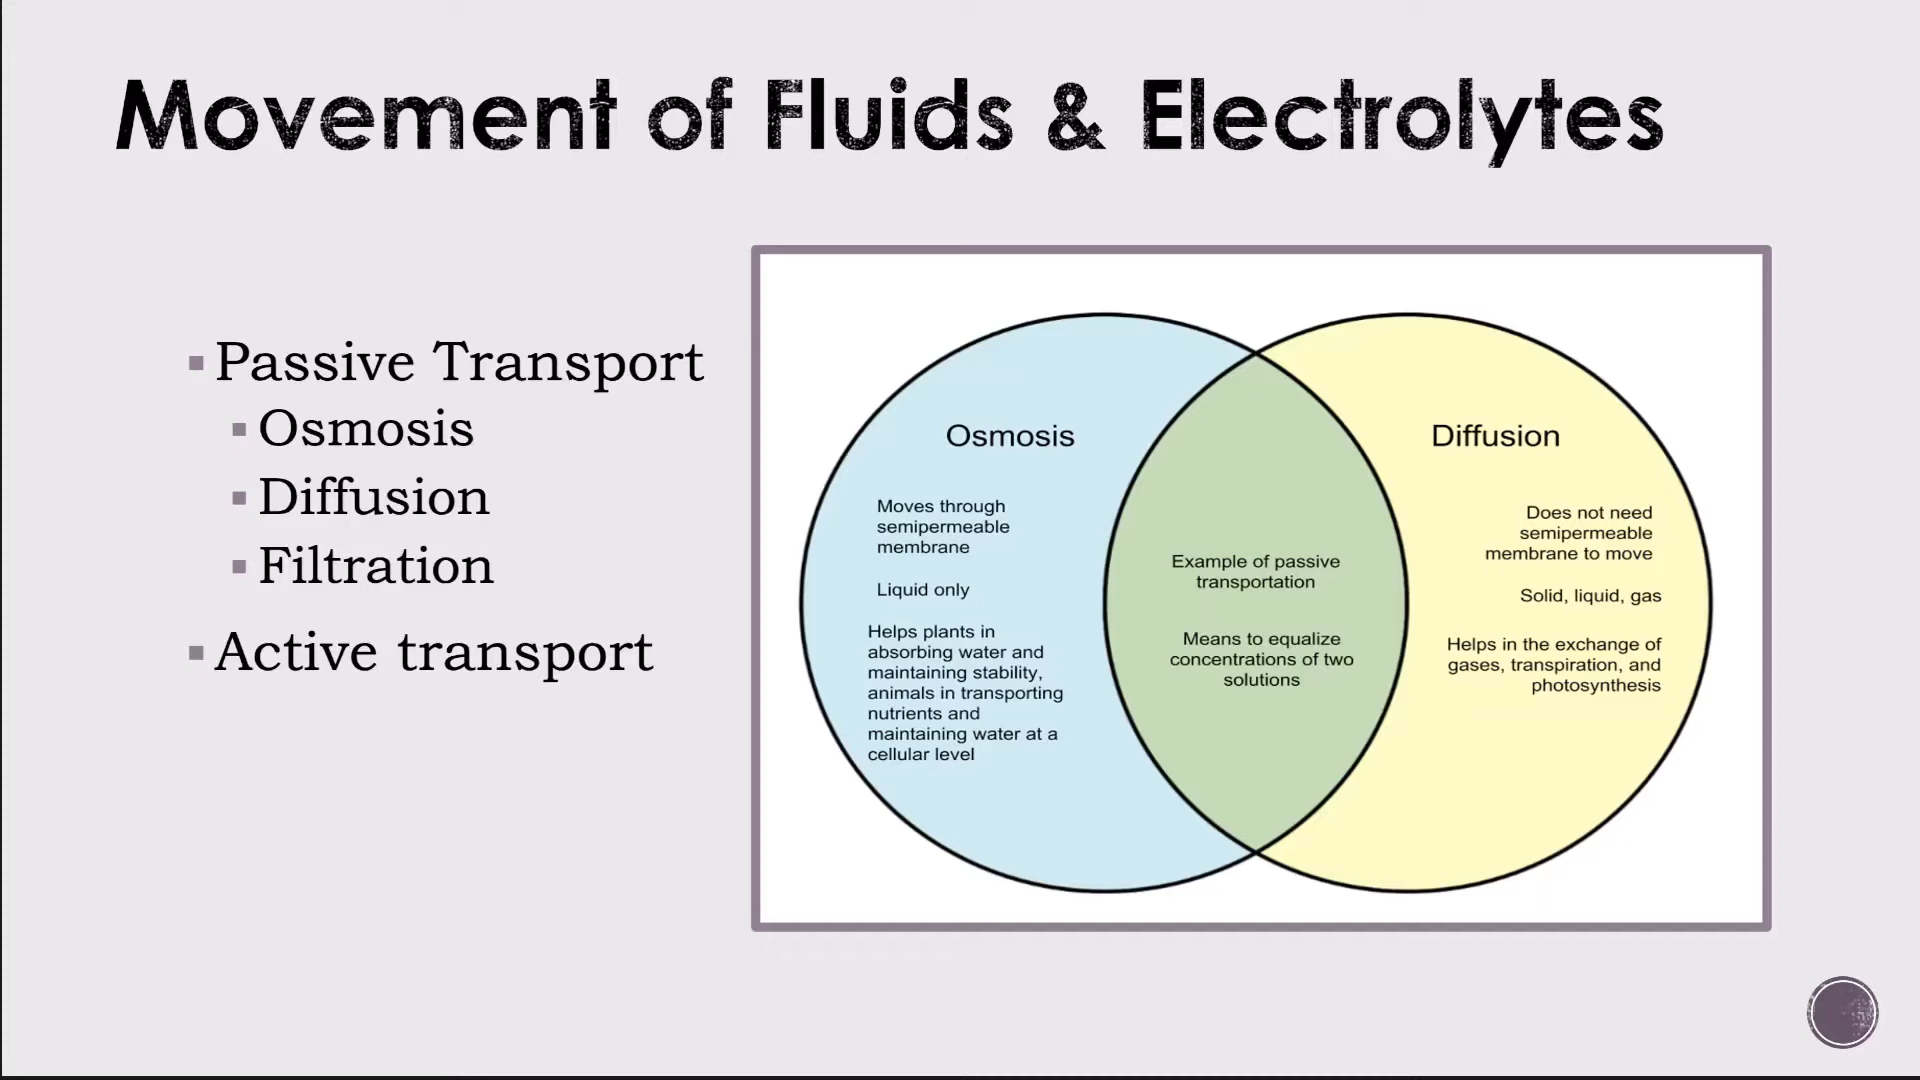 Movement of Fluids & Electrolytes
Passive Transport
Osmosis
Diffusion
Filtration
Active transport
Osmosis
Moves through
semipermeable
membrane
Liquid only
Helps plants in
absorbing water and
maintaining stability,
animals in transporting
nutrients and
maintaining water at a
cellular level
Example of passive
transportation
Means to equalize
concentrations of two
solutions
Diffusion
Does not need
semipermeable
membrane to move
Solid, liquid, gas
Helps in the exchange of
gases, transpiration, and
photosynthesis